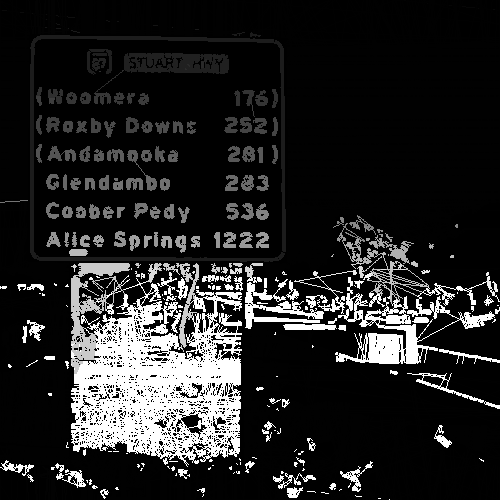 STUART HWY
(Woomera 176)
(Roxby Downs 252)
(Andamooka 281)
Glendambo 283
Coober Pedy 536
Alice Springs 1222